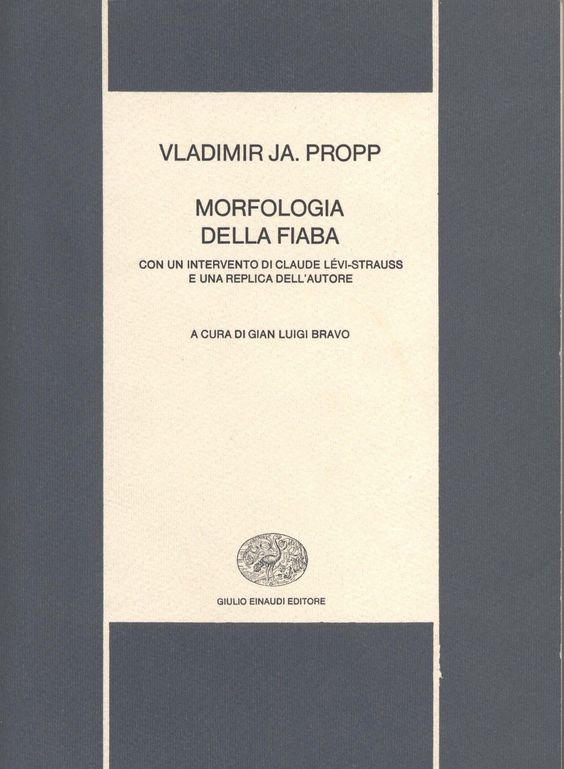 VLADIMIR JA. PROPP
MORFOLOGIA
DELLA FIABA
CON UN INTERVENTO DI CLAUDE LÉVI-STRAUSS
E UNA REPLICA DELL'AUTORE
A CURA DI GIAN LUIGI BRAVO
GIULIO EINAUDI EDITORE